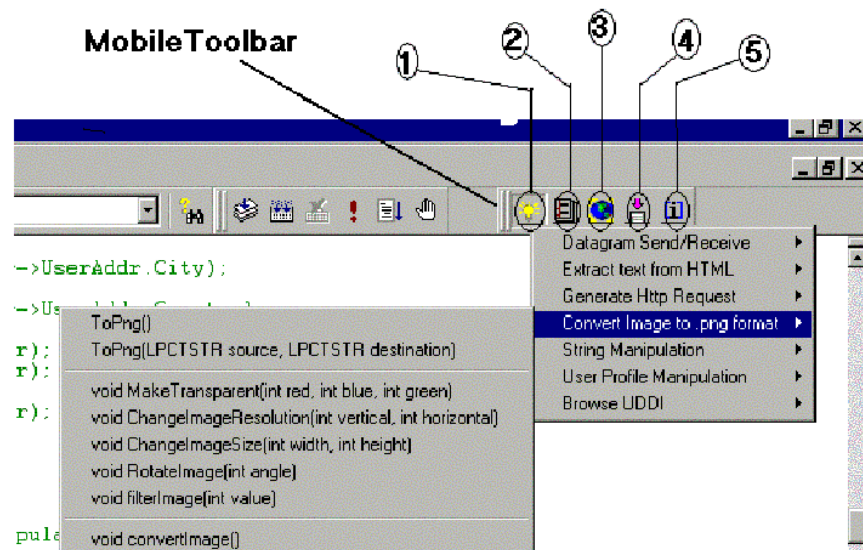 MobileToolbar
1
2
3
4
5
->UserAddr.City);
r);
r);
r);
pula
Datagram Send/Receive
Extract text from HTML
Generate Http Request
Convert Image to .png format
String Manipulation
User Profile Manipulation
Browse UDDI
ToPng()
ToPng(LPCTSTR source, LPCTSTR destination)
void MakeTransparent(int red, int blue, int green)
void ChangeImageResolution(int vertical, int horizontal)
void ChangeImageSize(int width, int height)
void RotateImage(int angle)
void filterImage(int value)
void convertImage()